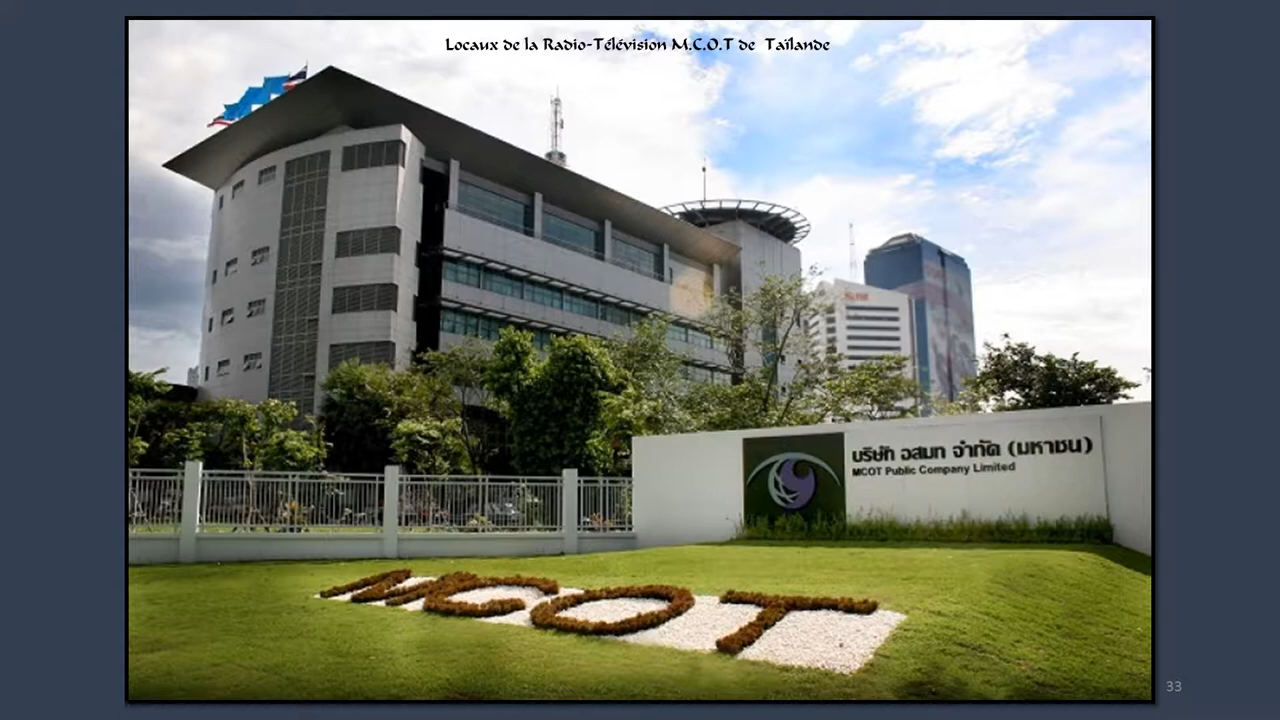 Locaux de la Radio-Télévision M.C.O.T de Taïlande
บริษัท อสมท จำกัด (มหาชน)
MCOT Public Company Limited
MCOT
33